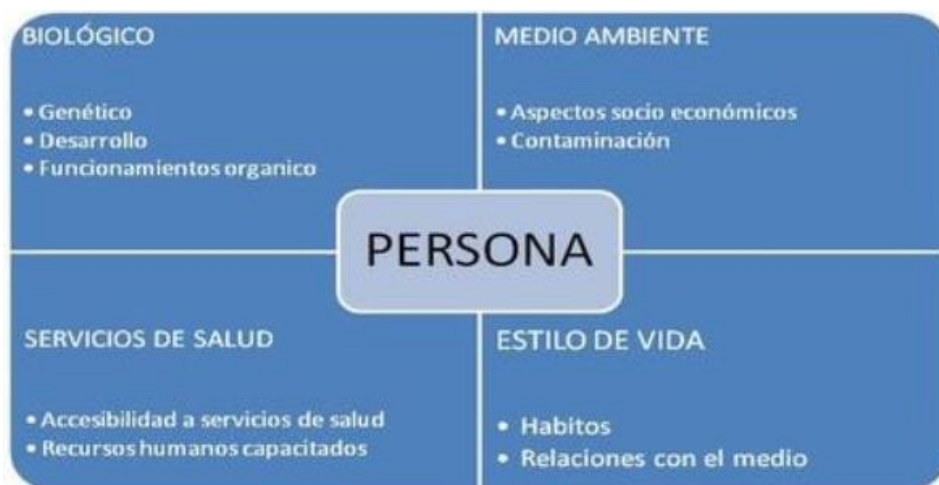 BIOLÓGICO
• Genético
• Desarrollo
• Funcionamientos organico
MEDIO AMBIENTE
• Aspectos socio económicos
• Contaminación
PERSONA
SERVICIOS DE SALUD
• Accesibilidad a servicios de salud
• Recursos humanos capacitados
ESTILO DE VIDA
• Habitos
• Relaciones con el medio